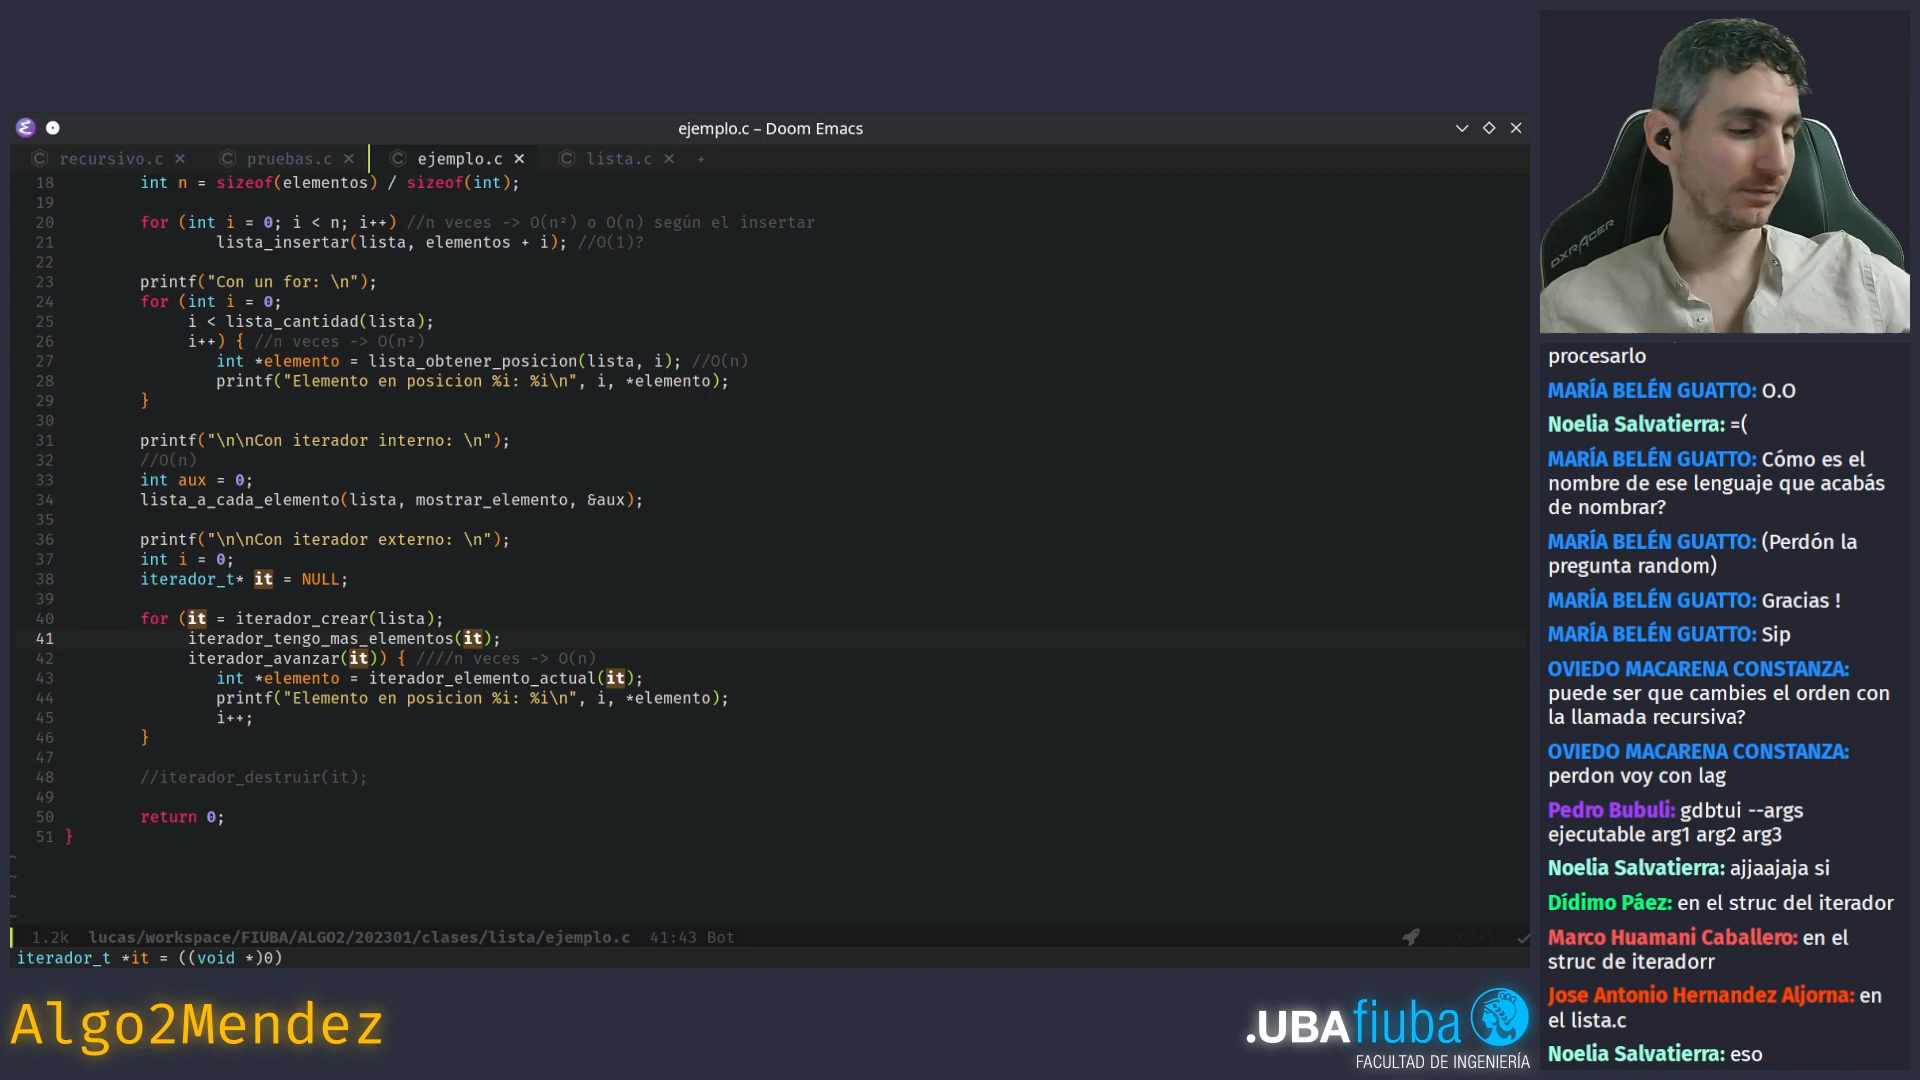 ejemplo.c – Doom Emacs
recursivo.c × pruebas.c × ejemplo.c × lista.c × +
18 int n = sizeof(elementos) / sizeof(int);
19
20 for (int i = 0; i < n; i++) //n veces -> O(n²) o O(n) según el insertar
21 lista_insertar(lista, elementos + i); //O(1)?
22
23 printf("Con un for: \n");
24 for (int i = 0;
25 i < lista_cantidad(lista);
26 i++) { //n veces -> O(n²)
27 int *elemento = lista_obtener_posicion(lista, i); //O(n)
28 printf("Elemento en posicion %i: %i\n", i, *elemento);
29 }
30
31 printf("\n\nCon iterador interno: \n");
32 //O(n)
33 int aux = 0;
34 lista_a_cada_elemento(lista, mostrar_elemento, &aux);
35
36 printf("\n\nCon iterador externo: \n");
37 int i = 0;
38 iterador_t* it = NULL;
39
40 for (it = iterador_crear(lista);
41 iterador_tengo_mas_elementos(it);
42 iterador_avanzar(it)) { ////n veces -> O(n)
43 int *elemento = iterador_elemento_actual(it);
44 printf("Elemento en posicion %i: %i\n", i, *elemento);
45 i++;
46 }
47
48 //iterador_destruir(it);
49
50 return 0;
51 }
~
~
~
~
1.2k lucas/workspace/FIUBA/ALGO2/202301/clases/lista/ejemplo.c 41:43 Bot
iterador_t *it = ((void *)0)
Algo2Mendez
.UBAfiuba
FACULTAD DE INGENIERÍA
DXRACER
procesarlo
MARÍA BELÉN GUATTO: O.O
Noelia Salvatierra: =(
MARÍA BELÉN GUATTO: Cómo es el
nombre de ese lenguaje que acabás
de nombrar?
MARÍA BELÉN GUATTO: (Perdón la
pregunta random)
MARÍA BELÉN GUATTO: Gracias !
MARÍA BELÉN GUATTO: Sip
OVIEDO MACARENA CONSTANZA:
puede ser que cambies el orden con
la llamada recursiva?
OVIEDO MACARENA CONSTANZA:
perdon voy con lag
Pedro Bubuli: gdbtui --args
ejecutable arg1 arg2 arg3
Noelia Salvatierra: ajjaajaja si
Dídimo Páez: en el struc del iterador
Marco Huamani Caballero: en el
struc de iteradorr
Jose Antonio Hernandez Aljorna: en
el lista.c
Noelia Salvatierra: eso